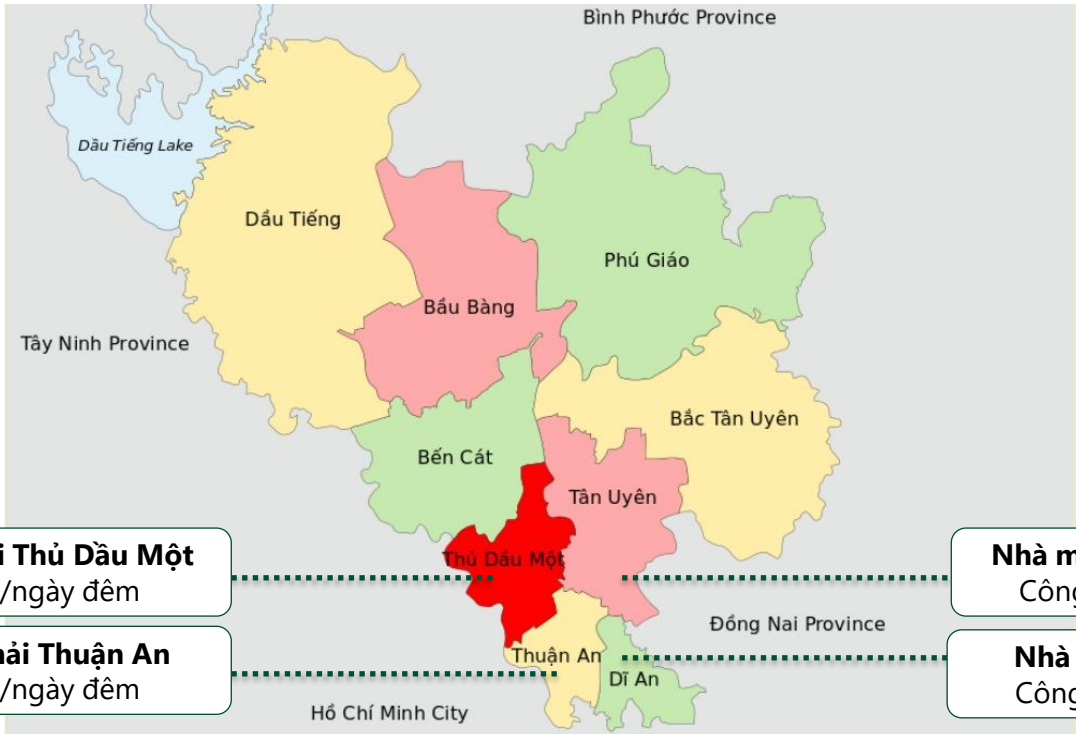 Bình Phước Province
Dầu Tiếng Lake
Dầu Tiếng
Phú Giáo
Bầu Bàng
Tây Ninh Province
Bắc Tân Uyên
Bến Cát
Tân Uyên
i Thủ Dầu Một
/ngày đêm
Thủ Dầu Một
Nhà m
Công
Đồng Nai Province
ải Thuận An
/ngày đêm
Thuận An
Dĩ An
Nhà
Công
Hồ Chí Minh City